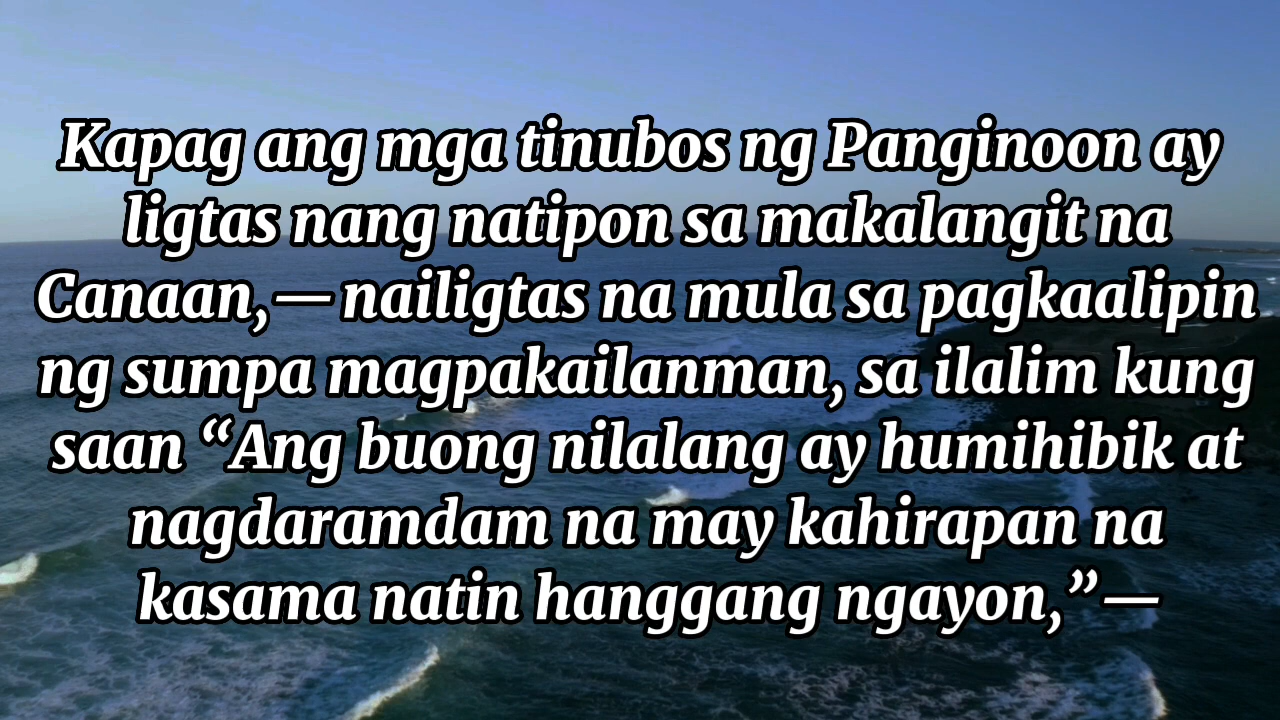 Kapag ang mga tinubos ng Panginoon ay
ligtas nang natipon sa makalangit na
Canaan,— nailigtas na mula sa pagkaalipin
ng sumpa magpakailanman, sa ilalim kung
saan “Ang buong nilalang ay humihibik at
nagdaramdam na may kahirapan na
kasama natin hanggang ngayon,”—